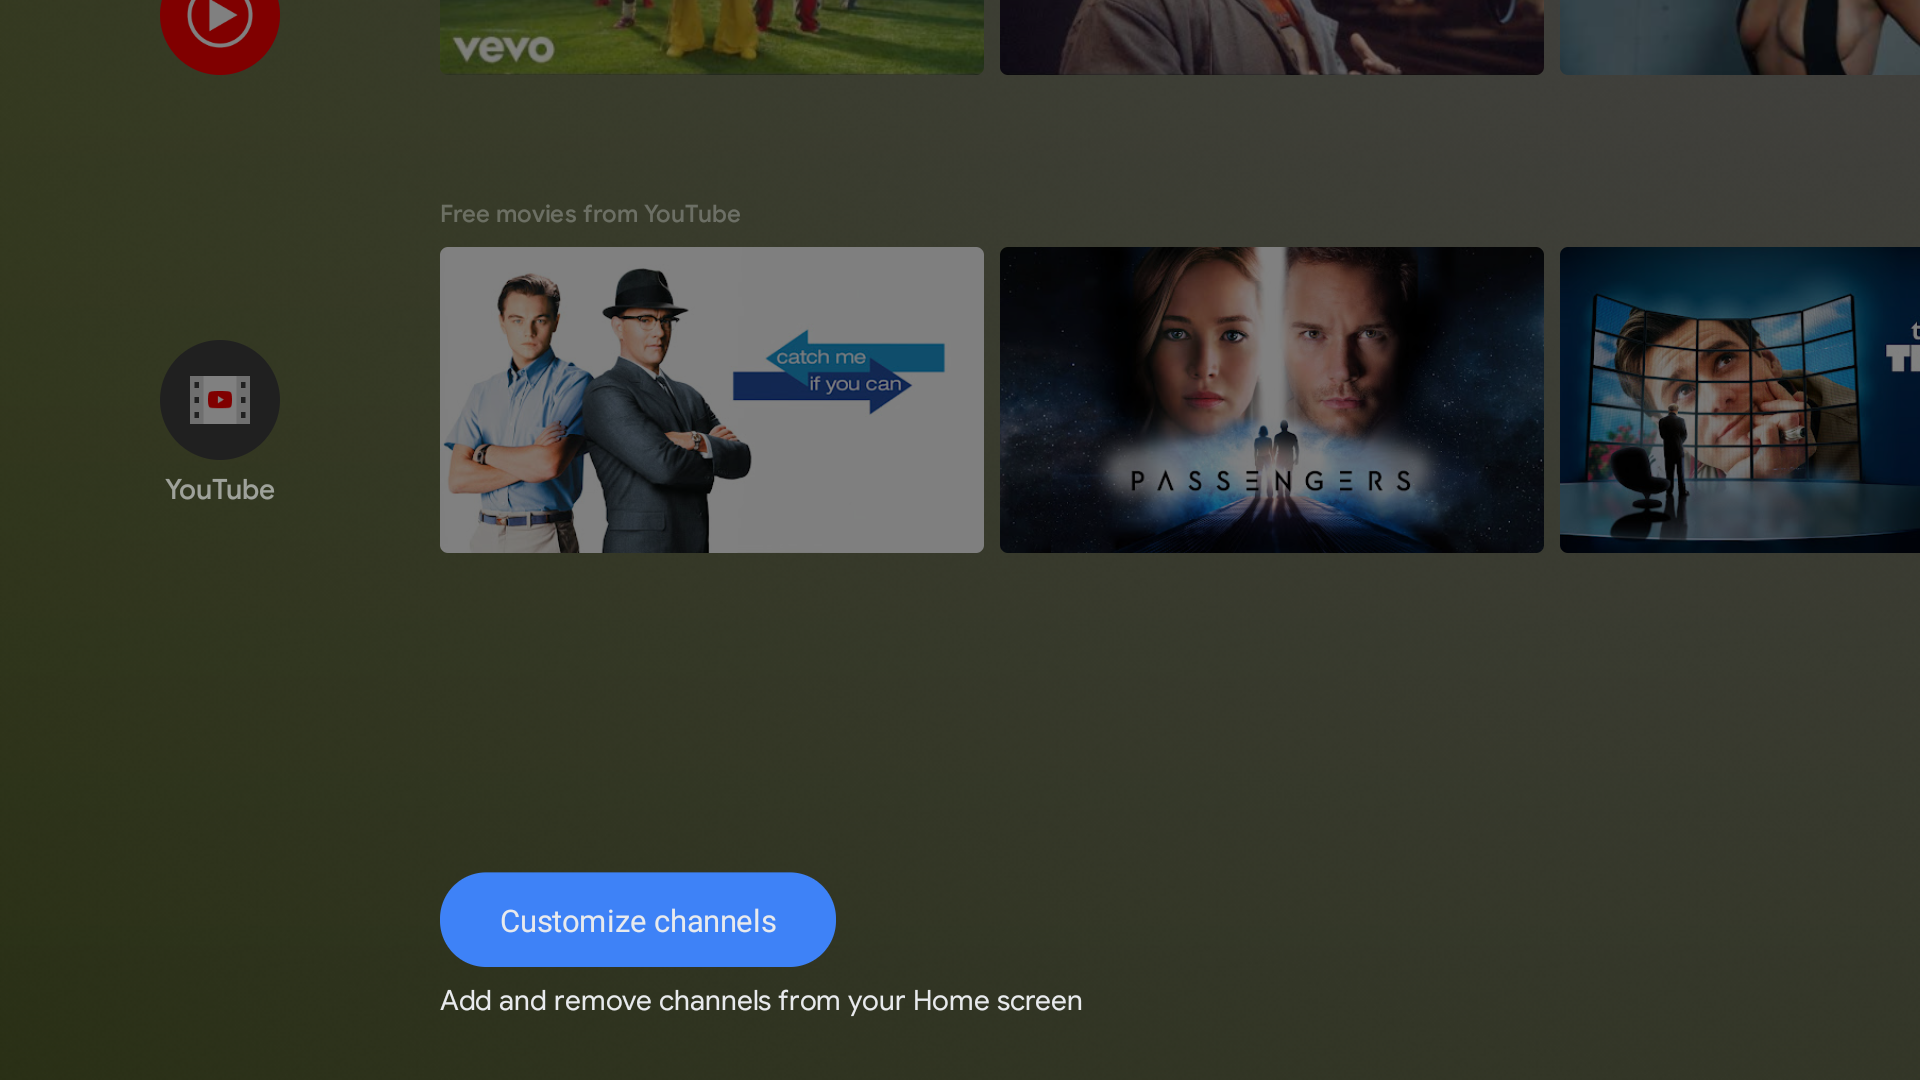 vevo
Free movies from YouTube
catch me
if you can
PASSENGERS
YouTube
Customize channels
Add and remove channels from your Home screen